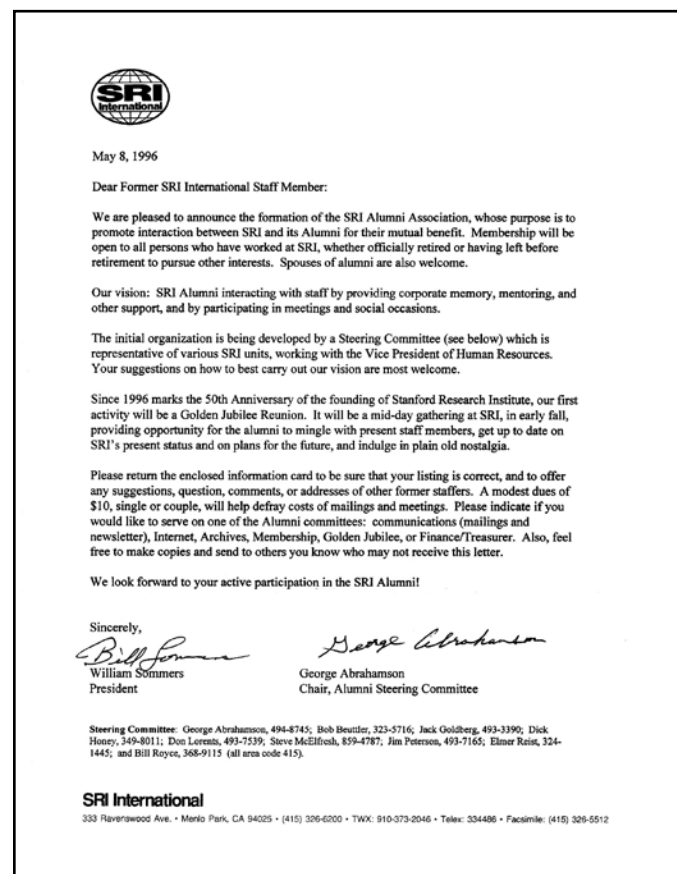 SRI
International
May 8, 1996
Dear Former SRI International Staff Member:
We are pleased to announce the formation of the SRI Alumni Association, whose purpose is to
promote interaction between SRI and its Alumni for their mutual benefit.  Membership will be
open to all persons who have worked at SRI, whether officially retired or having left before
retirement to pursue other interests.  Spouses of alumni are also welcome.
Our vision:  SRI Alumni interacting with staff by providing corporate memory, mentoring, and
other support, and by participating in meetings and social occasions.
The initial organization is being developed by a Steering Committee (see below) which is
representative of various SRI units, working with the Vice President of Human Resources.
Your suggestions on how to best carry out our vision are most welcome.
Since 1996 marks the 50th Anniversary of the founding of Stanford Research Institute, our first
activity will be a Golden Jubilee Reunion.  It will be a mid-day gathering at SRI, in early fall,
providing opportunity for the alumni to mingle with present staff members, get up to date on
SRI's present status and on plans for the future, and indulge in plain old nostalgia.
Please return the enclosed information card to be sure that your listing is correct, and to offer
any suggestions, question, comments, or addresses of other former staffers.  A modest dues of
$10, single or couple, will help defray costs of mailings and meetings.  Please indicate if you
would like to serve on one of the Alumni committees:  communications (mailings and
newsletter), Internet, Archives, Membership, Golden Jubilee, or Finance/Treasurer.  Also, feel
free to make copies and send to others you know who may not receive this letter.
We look forward to your active participation in the SRI Alumni!
Sincerely,
Bill Sommers George Abrahamson
William Sommers George Abrahamson
President Chair, Alumni Steering Committee
Steering Committee:  George Abrahamson, 494-8745; Bob Beuttler, 323-5716; Jack Goldberg, 493-3390; Dick
Honey, 349-8011; Don Lorents, 493-7539; Steve McElfresh, 859-4787; Jim Peterson, 493-7165; Elmer Reist, 324-
1445; and Bill Royce, 368-9115  (all area code 415).
SRI International
333 Ravenswood Ave. • Menlo Park, CA 94025 • (415) 326-6200 • TWX: 910-373-2046 • Telex: 334486 • Facsimile: (415) 326-5512